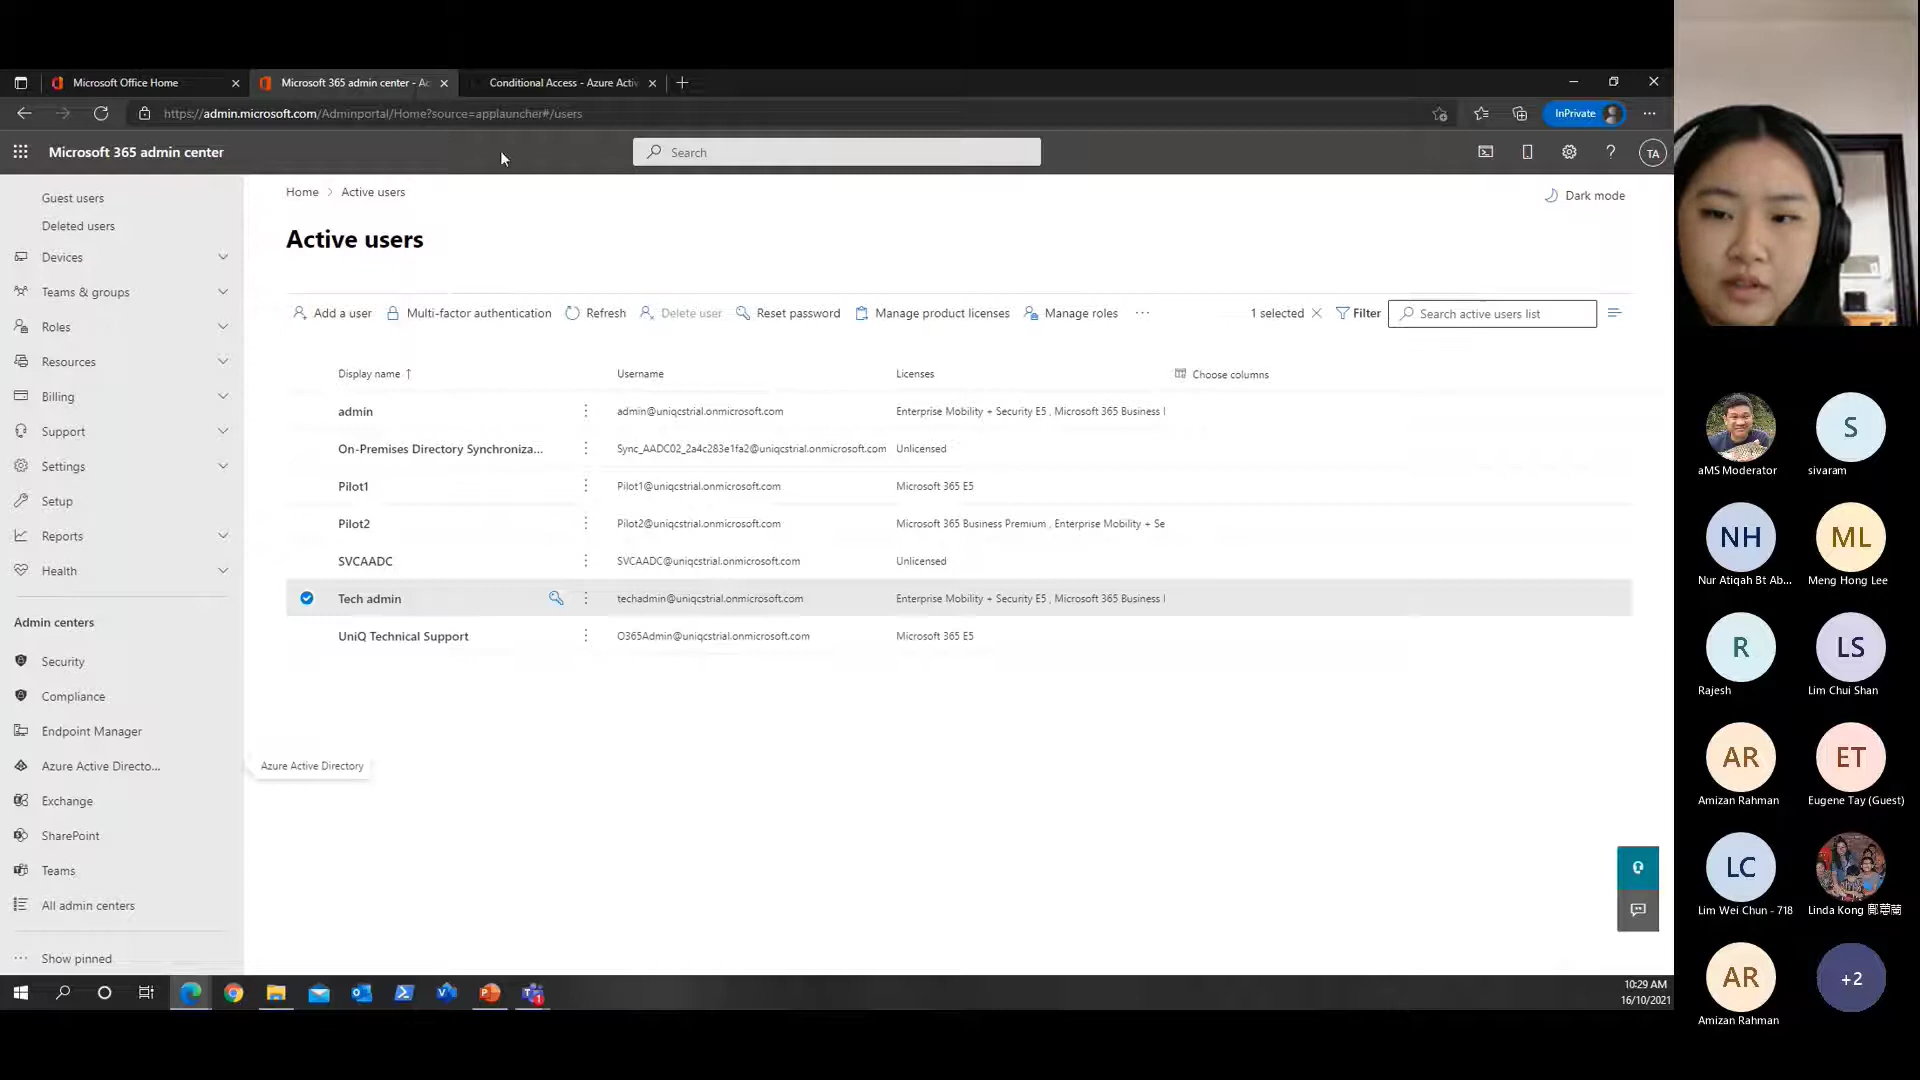 Microsoft Office Home
Microsoft 365 admin center - Ac
Conditional Access - Azure Activ
https://admin.microsoft.com/Adminportal/Home?source=applauncher#/users
InPrivate
Microsoft 365 admin center
Search
TA
Guest users
Deleted users
Devices
Teams & groups
Roles
Resources
Billing
Support
Settings
Setup
Reports
Health
Admin centers
Security
Compliance
Endpoint Manager
Azure Active Directo...
Exchange
SharePoint
Teams
All admin centers
Show pinned
Azure Active Directory
Home > Active users
Dark mode
Active users
Add a user Multi-factor authentication Refresh Delete user Reset password Manage product licenses Manage roles ... 1 selected Filter Search active users list
Display name ↑ Username Licenses Choose columns
admin admin@uniqcstrial.onmicrosoft.com Enterprise Mobility + Security E5 , Microsoft 365 Business
On-Premises Directory Synchroniza... Sync_AADC02_2a4c283e1fa2@uniqcstrial.onmicrosoft.com Unlicensed
Pilot1 Pilot1@uniqcstrial.onmicrosoft.com Microsoft 365 E5
Pilot2 Pilot2@uniqcstrial.onmicrosoft.com Microsoft 365 Business Premium , Enterprise Mobility + Se
SVCAADC SVCAADC@uniqcstrial.onmicrosoft.com Unlicensed
Tech admin techadmin@uniqcstrial.onmicrosoft.com Enterprise Mobility + Security E5 , Microsoft 365 Business
UniQ Technical Support O365Admin@uniqcstrial.onmicrosoft.com Microsoft 365 E5
10:29 AM
16/10/2021
S
aMS Moderator sivaram
NH ML
Nur Atiqah Bt Ab... Meng Hong Lee
R LS
Rajesh Lim Chui Shan
AR ET
Amizan Rahman Eugene Tay (Guest)
LC
Lim Wei Chun - 718 Linda Kong
AR +2
Amizan Rahman